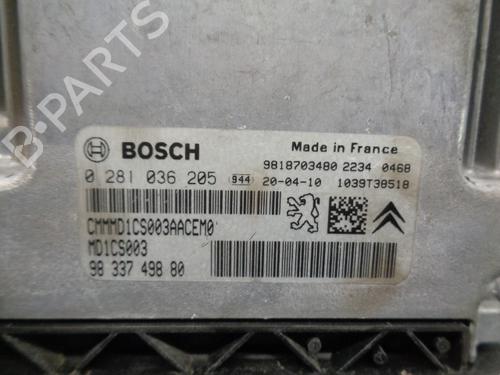 B-PARTS
BOSCH
Made in France
9818703480 2234 0468
0 281 036 205 944 20-04-10 1039T39518
CMMMD1CS003AACEM0
MD1CS003
98 337 498 80